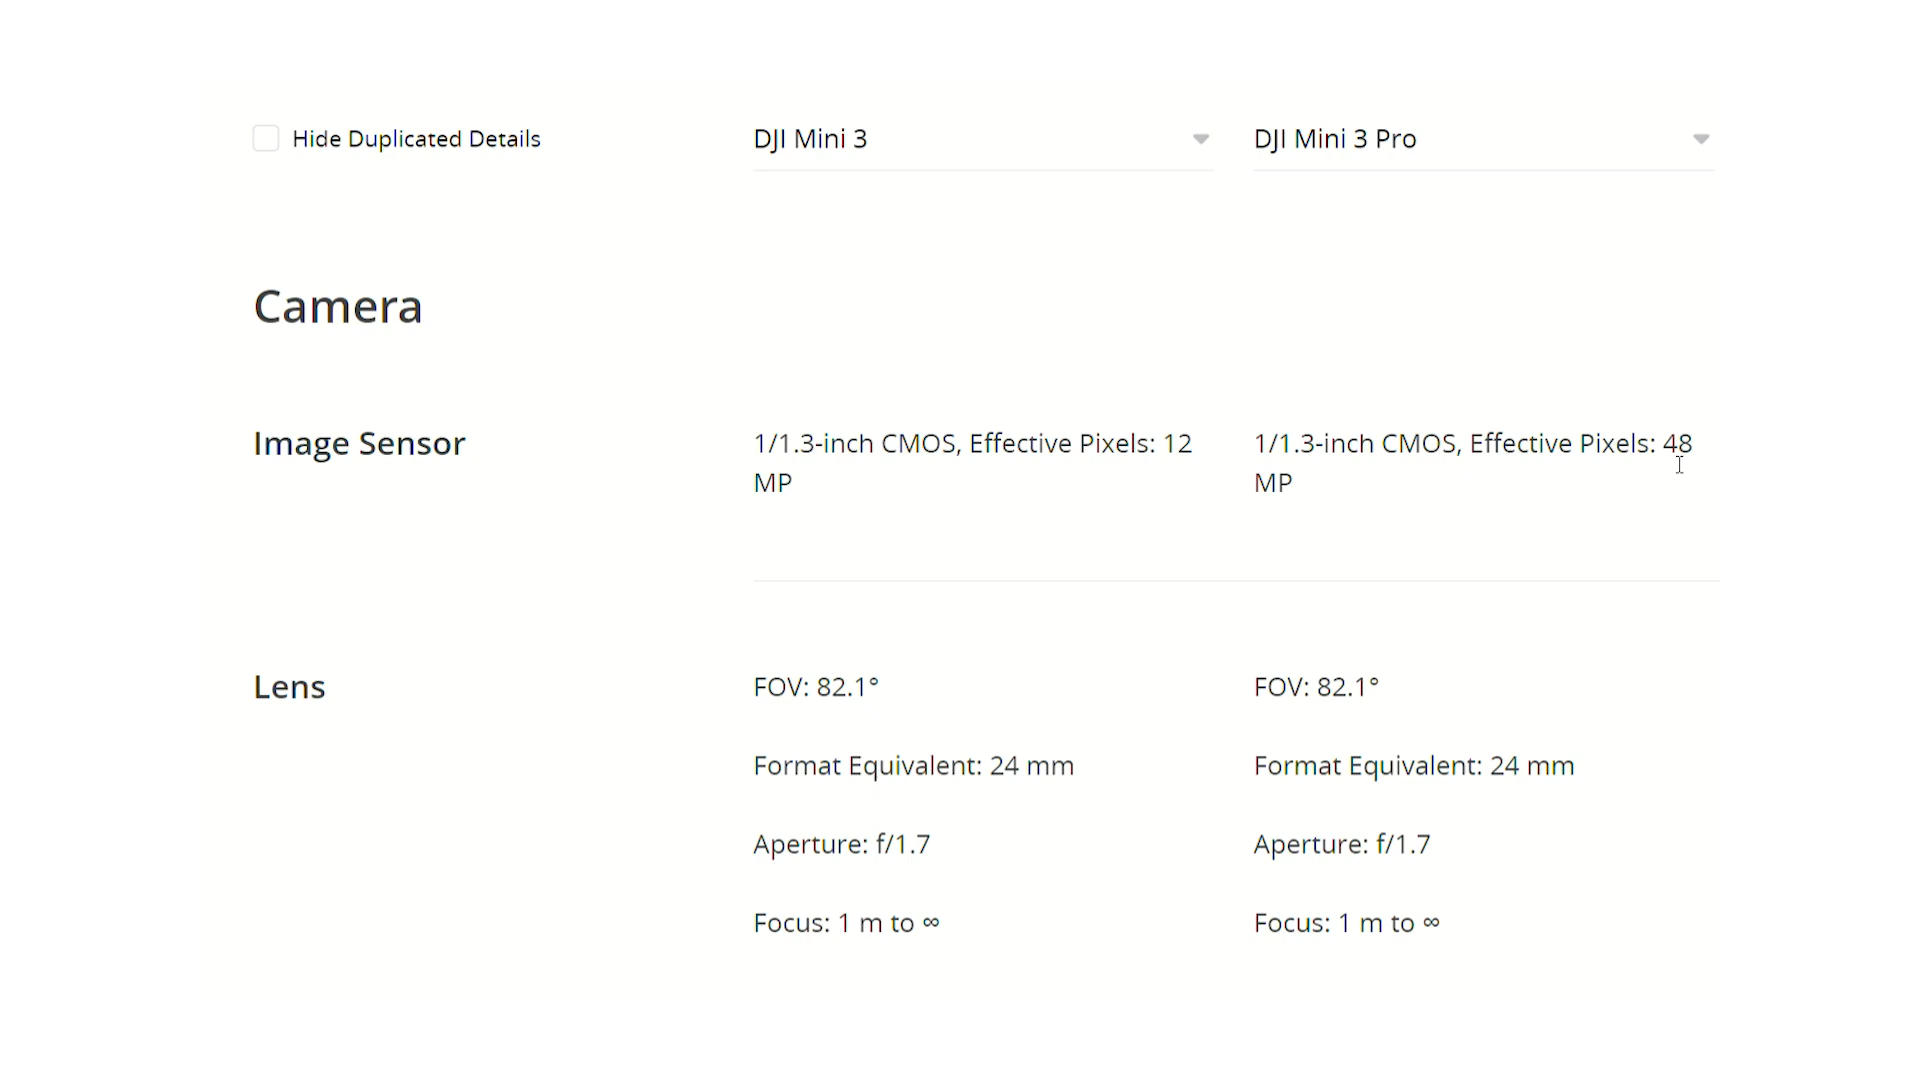 Hide Duplicated Details
DJI Mini 3
DJI Mini 3 Pro
Camera
Image Sensor
1/1.3-inch CMOS, Effective Pixels: 12
MP
1/1.3-inch CMOS, Effective Pixels: 48
MP
Lens
FOV: 82.1°
FOV: 82.1°
Format Equivalent: 24 mm
Format Equivalent: 24 mm
Aperture: f/1.7
Aperture: f/1.7
Focus: 1 m to ∞
Focus: 1 m to ∞